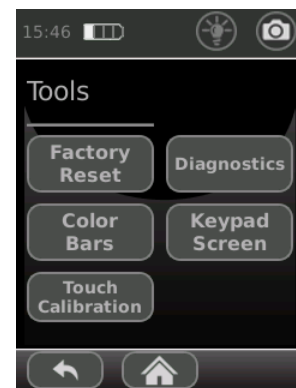 15:46
Tools
Factory
Reset
Diagnostics
Color
Bars
Keypad
Screen
Touch
Calibration